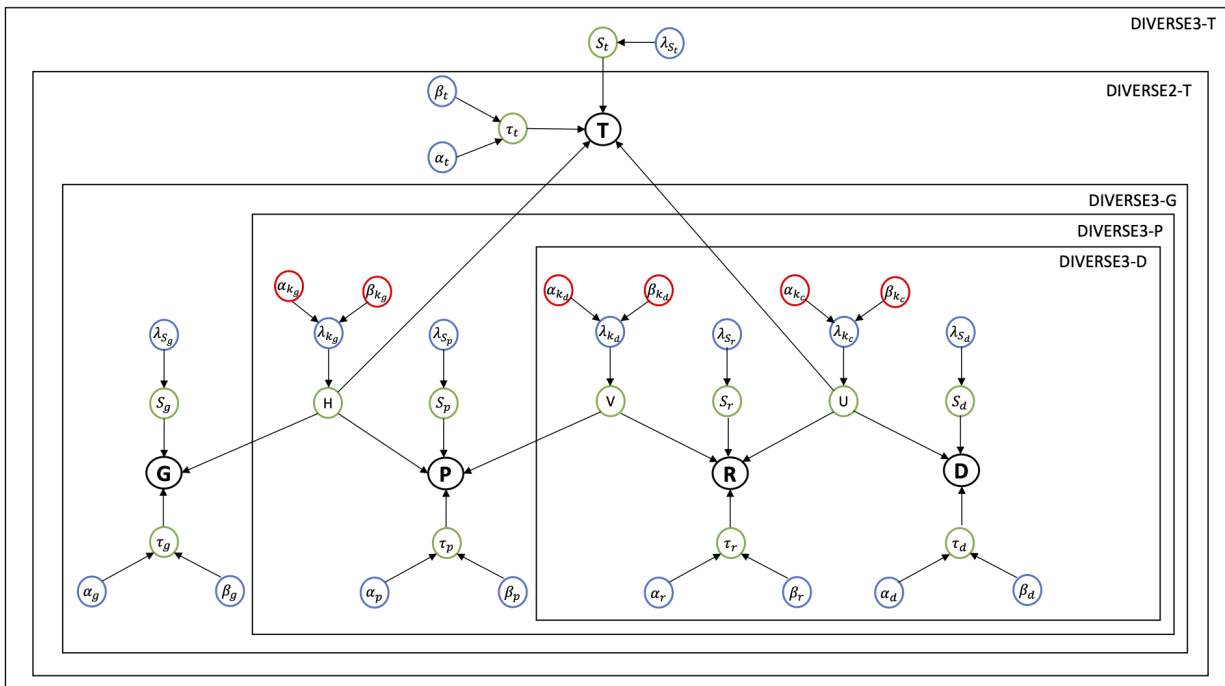 DIVERSE3-T
S_t λ_{S_t}
DIVERSE2-T
β_t
τ_t T
α_t
DIVERSE3-G
DIVERSE3-P
DIVERSE3-D
α_{k_g} β_{k_g} α_{k_d} β_{k_d} α_{k_c} β_{k_c}
λ_{S_g} λ_{k_g} λ_{S_p} λ_{k_d} λ_{S_r} λ_{k_c} λ_{S_d}
S_g H S_p V S_r U S_d
G P R D
τ_g τ_p τ_r τ_d
α_g β_g α_p β_p α_r β_r α_d β_d